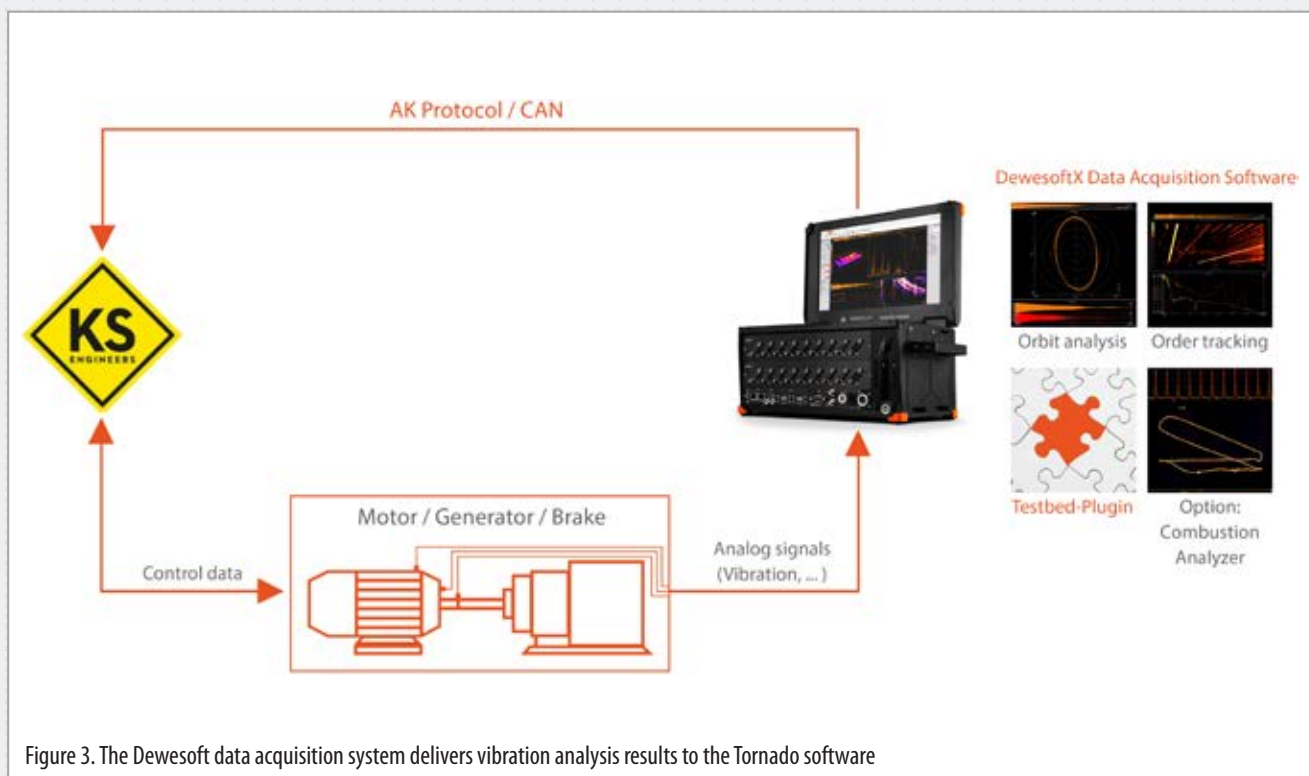 AK Protocol / CAN
DewesoftX Data Acquisition Software
KS
ENGINEERS
Orbit analysis
Order tracking
Motor / Generator / Brake
Testbed-Plugin
Option:
Combustion
Analyzer
Control data
Analog signals
(Vibration, ... )
Figure 3. The Dewesoft data acquisition system delivers vibration analysis results to the Tornado software